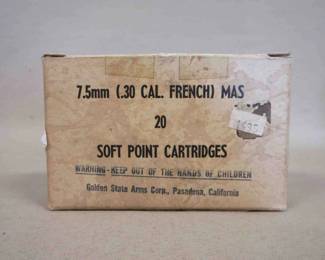 7.5mm (.30 CAL. FRENCH) MAS
20
SOFT POINT CARTRIDGES
WARNING-KEEP OUT OF THE HANDS OF CHILDREN
Golden State Arms Corp., Pasadena, California